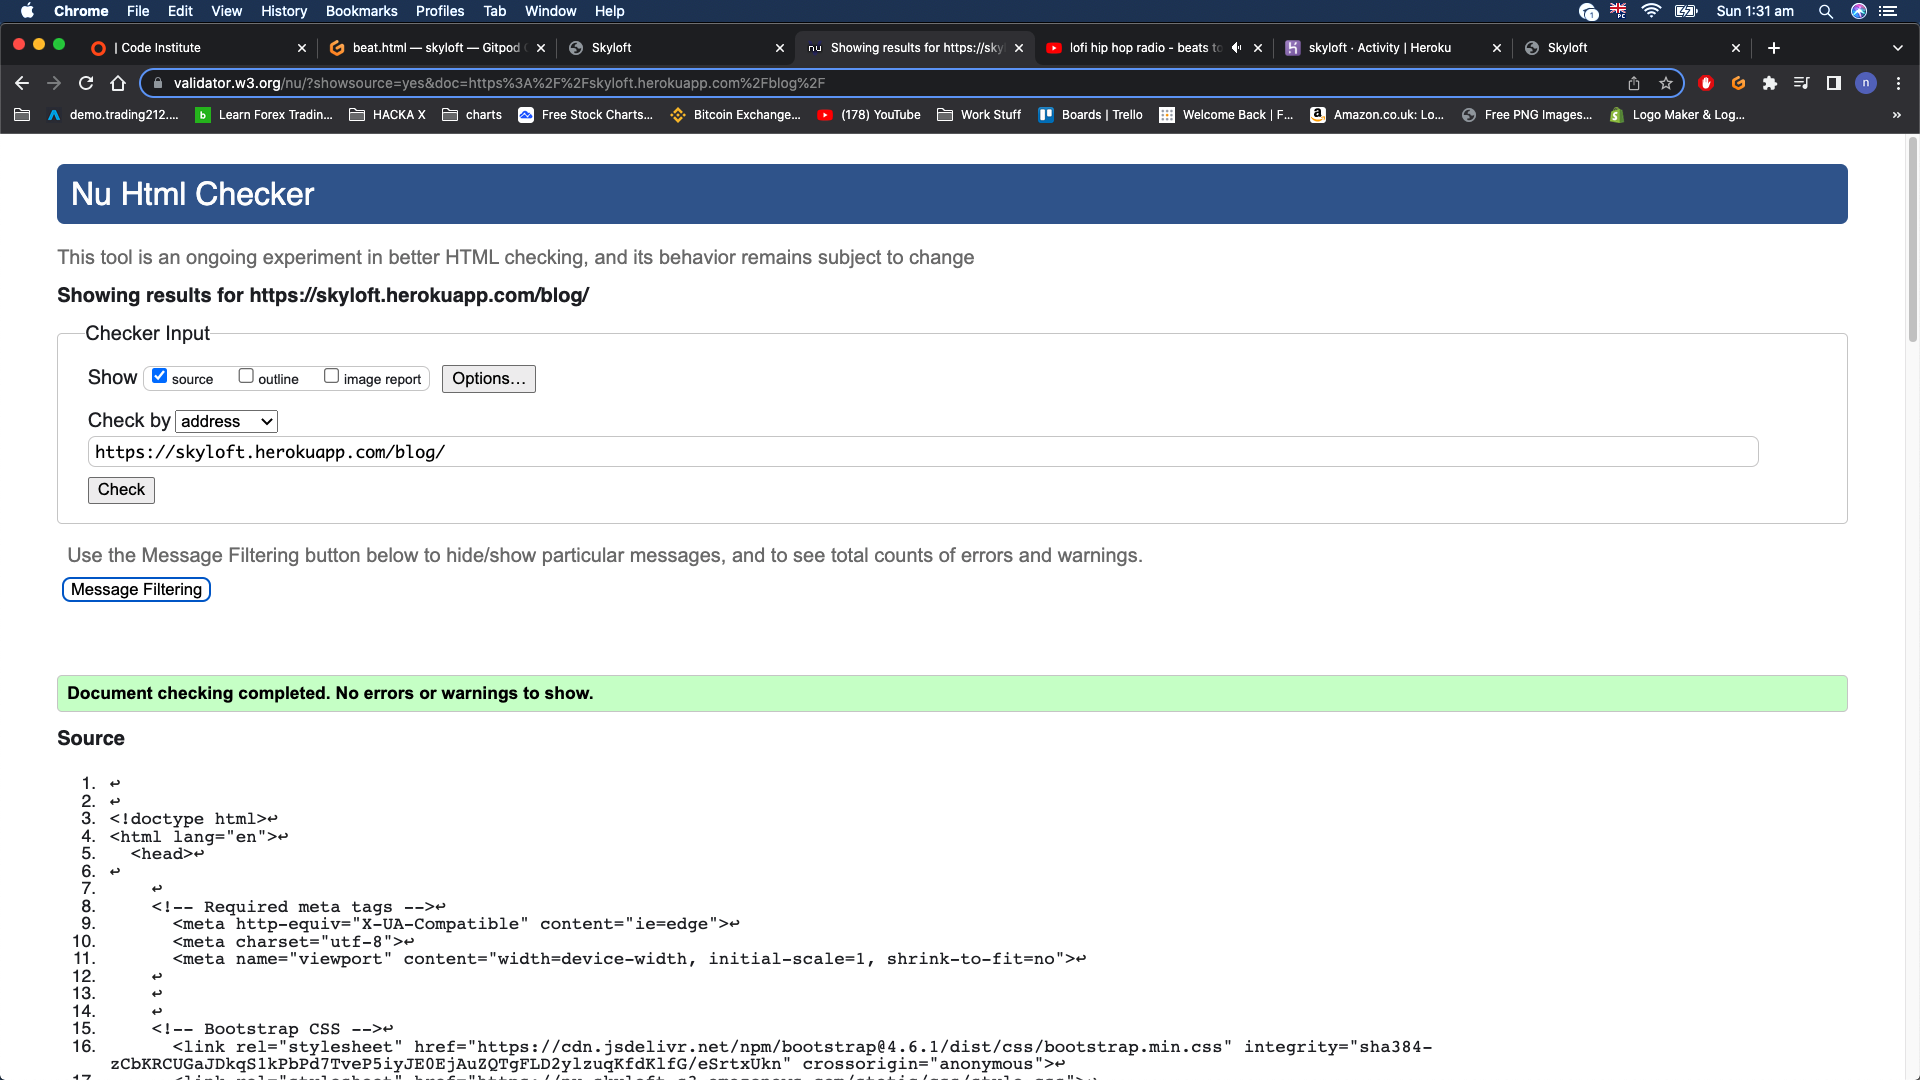 Chrome File Edit View History Bookmarks Profiles Tab Window Help Sun 1:31 am
| Code Institute beat.html — skyloft — Gitpod Skyloft Showing results for https://sky lofi hip hop radio - beats to skyloft · Activity | Heroku Skyloft
validator.w3.org/nu/?showsource=yes&doc=https%3A%2F%2Fskyloft.herokuapp.com%2Fblog%2F
demo.trading212.... Learn Forex Tradin... HACKA X charts Free Stock Charts... Bitcoin Exchange... (178) YouTube Work Stuff Boards | Trello Welcome Back | F... Amazon.co.uk: Lo... Free PNG Images... Logo Maker & Log... »
Nu Html Checker
This tool is an ongoing experiment in better HTML checking, and its behavior remains subject to change
Showing results for https://skyloft.herokuapp.com/blog/
Checker Input
Show source outline image report Options…
Check by address
https://skyloft.herokuapp.com/blog/
Check
Use the Message Filtering button below to hide/show particular messages, and to see total counts of errors and warnings.
Message Filtering
Document checking completed. No errors or warnings to show.
Source
1. ↩
2. ↩
3. <!doctype html>↩
4. <html lang="en">↩
5. <head>↩
6. ↩
7. ↩
8. <!-- Required meta tags -->↩
9. <meta http-equiv="X-UA-Compatible" content="ie=edge">↩
10. <meta charset="utf-8">↩
11. <meta name="viewport" content="width=device-width, initial-scale=1, shrink-to-fit=no">↩
12. ↩
13. ↩
14. ↩
15. <!-- Bootstrap CSS -->↩
16. <link rel="stylesheet" href="https://cdn.jsdelivr.net/npm/bootstrap@4.6.1/dist/css/bootstrap.min.css" integrity="sha384-
zCbKRCUGaJDkqS1kPbPd7TveP5iyJE0EjAuZQTgFLD2ylzuqKfdKlfG/eSrtxUkn" crossorigin="anonymous">↩